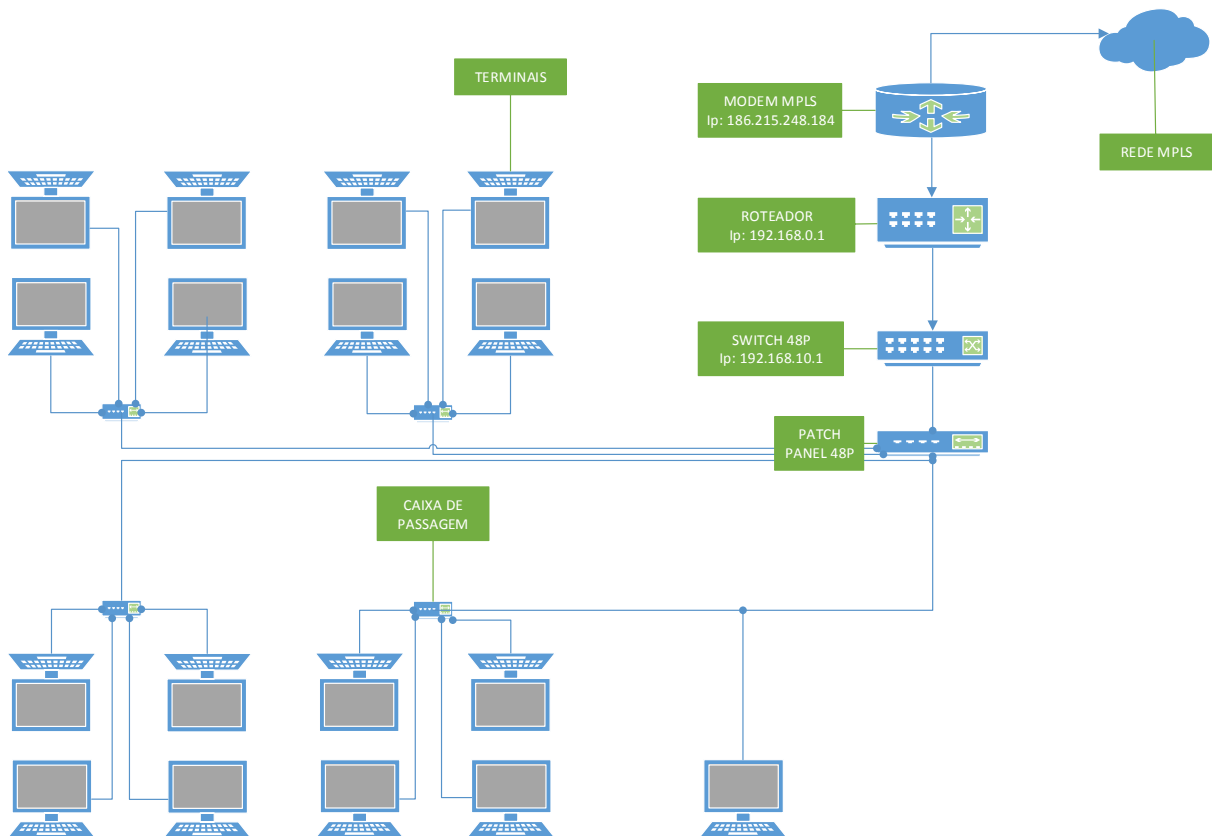 TERMINAIS
MODEM MPLS
Ip: 186.215.248.184
REDE MPLS
ROTEADOR
Ip: 192.168.0.1
SWITCH 48P
Ip: 192.168.10.1
PATCH
PANEL 48P
CAIXA DE
PASSAGEM